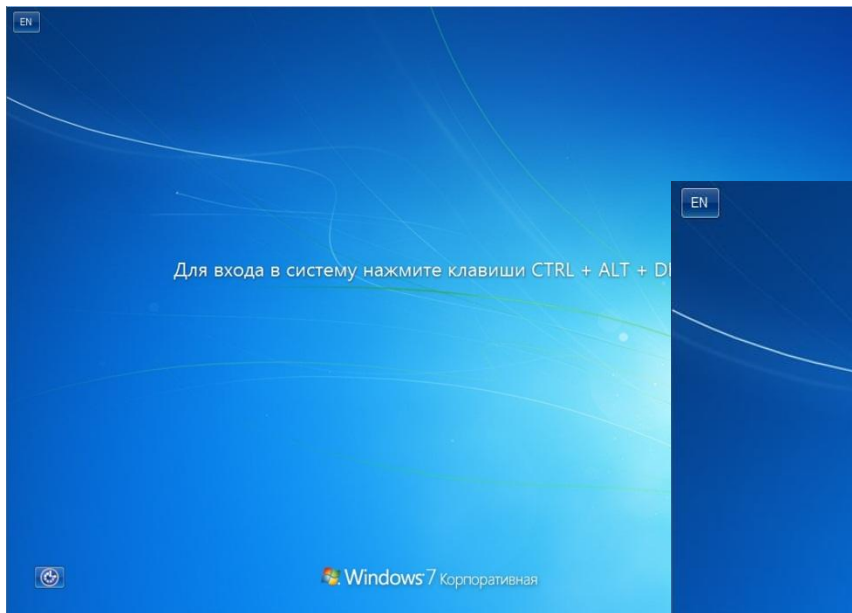 EN
EN
Для входа в систему нажмите клавиши CTRL + ALT +
Windows 7 Корпоративная